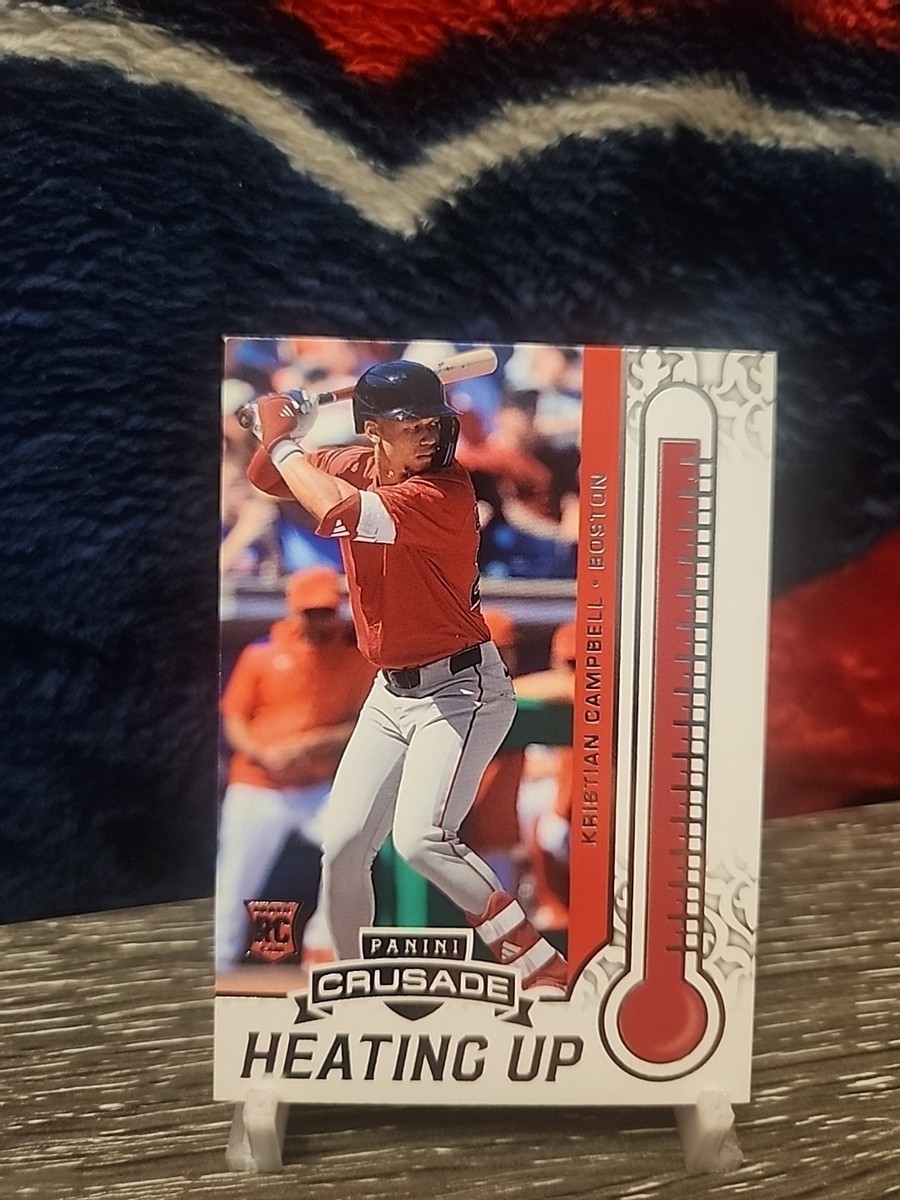 KRISTIAN CAMPBELL • BOSTON
RC
PANINI
CRUSADE
HEATING UP